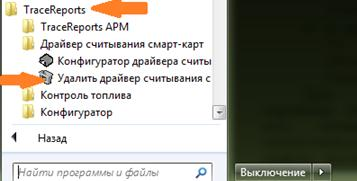 TraceReports
TraceReports АРМ
Драйвер считывания смарт-карт
Конфигуратор драйвера считы
Удалить драйвер считывания с
Контроль топлива
Конфигуратор
Назад
Найти программы и файлы
Выключение